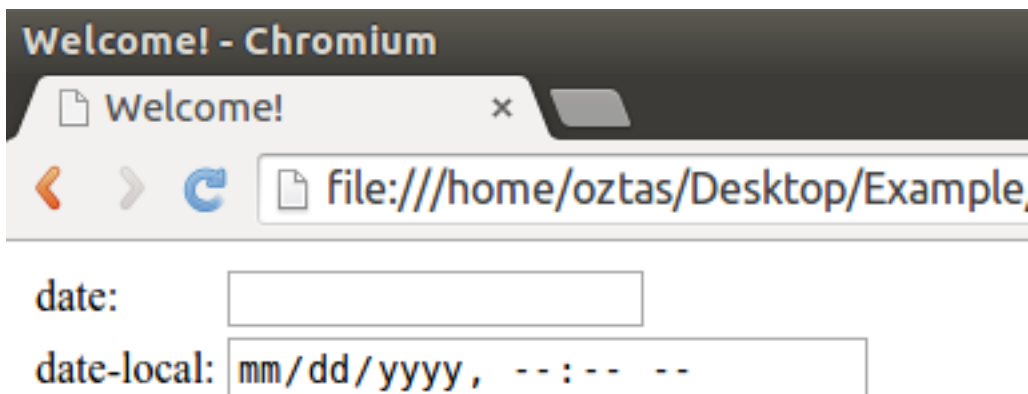 Welcome! - Chromium
Welcome! ×
file:///home/oztas/Desktop/Example/
date:
date-local: mm/dd/yyyy, --:-- --